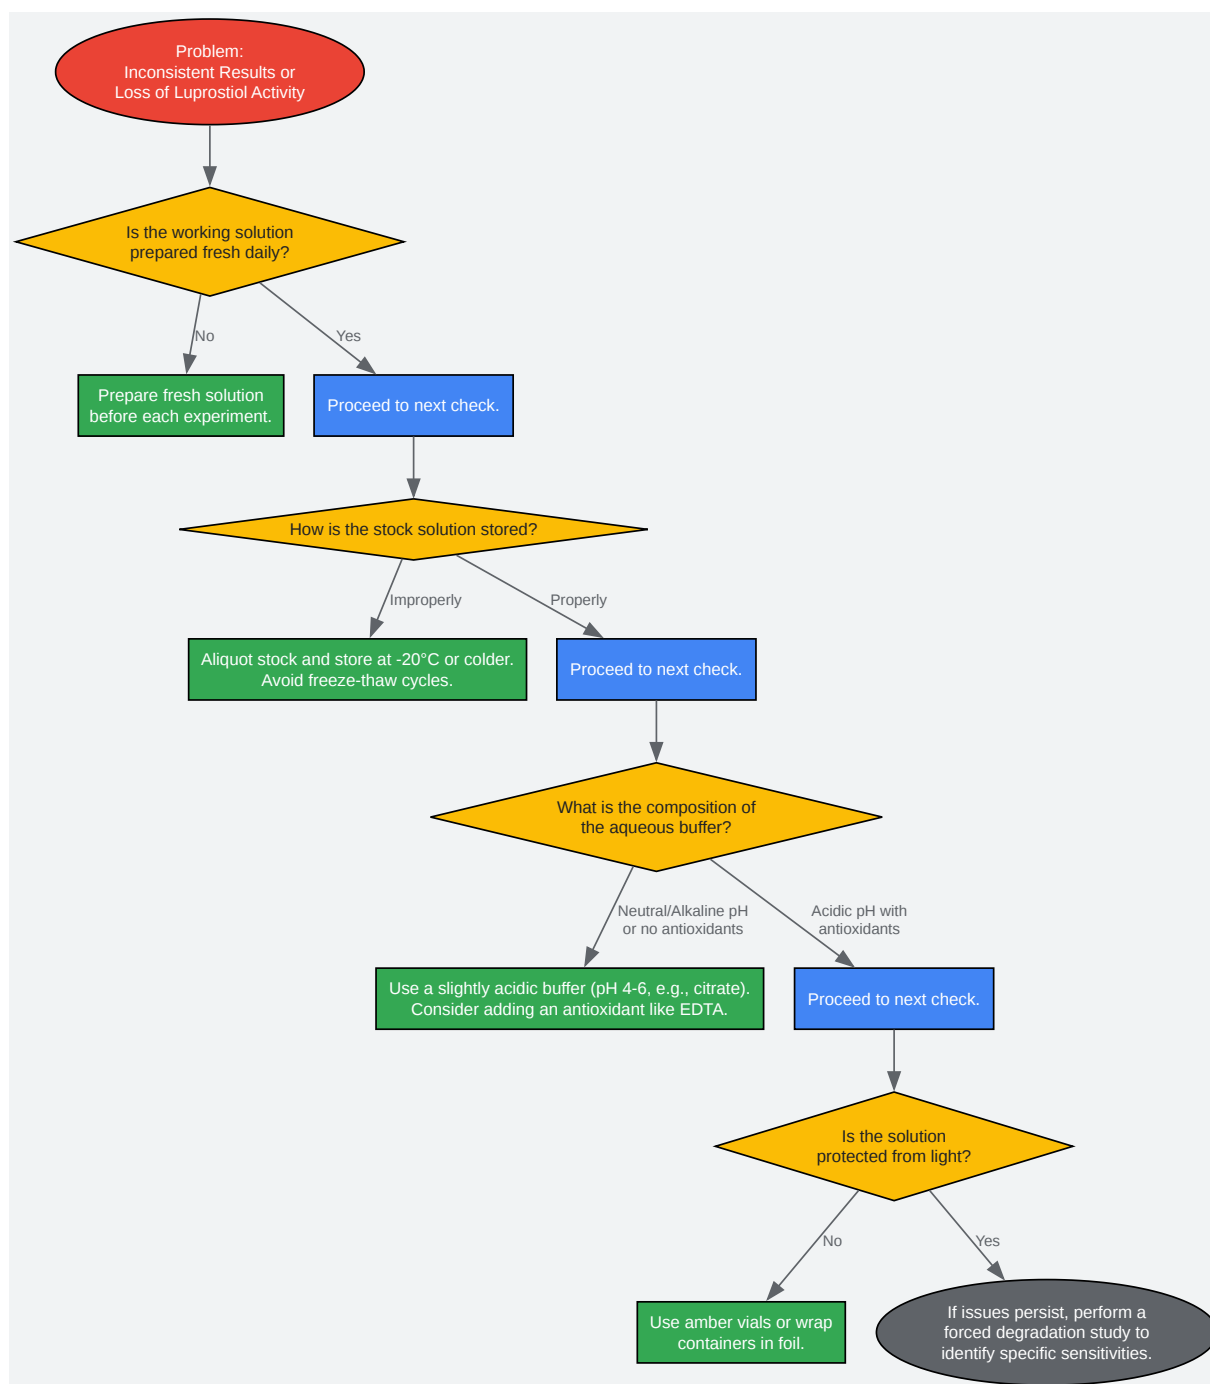 Problem:
Inconsistent Results or
Loss of Luprostiol Activity
Is the working solution
prepared fresh daily?
No
Yes
Prepare fresh solution
before each experiment.
Proceed to next check.
How is the stock solution stored?
Improperly
Properly
Aliquot stock and store at -20°C or colder.
Avoid freeze-thaw cycles.
Proceed to next check.
What is the composition of
the aqueous buffer?
Neutral/Alkaline pH
or no antioxidants
Acidic pH with
antioxidants
Use a slightly acidic buffer (pH 4-6, e.g., citrate).
Consider adding an antioxidant like EDTA.
Proceed to next check.
Is the solution
protected from light?
No
Yes
Use amber vials or wrap
containers in foil.
If issues persist, perform a
forced degradation study to
identify specific sensitivities.